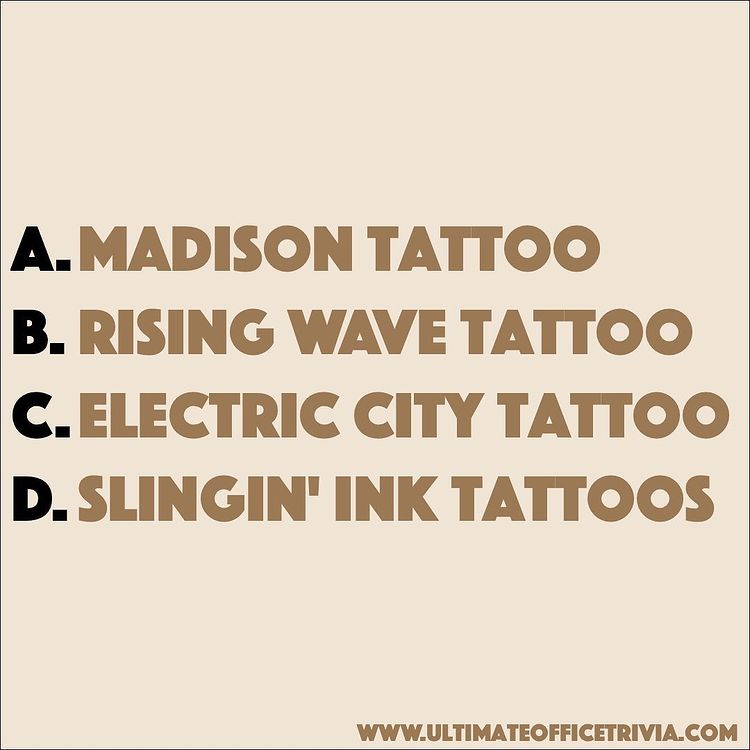 A. MADISON TATTOO
B. RISING WAVE TATTOO
C. ELECTRIC CITY TATTOO
D. SLINGIN' INK TATTOOS
WWW.ULTIMATEOFFICETRIVIA.COM